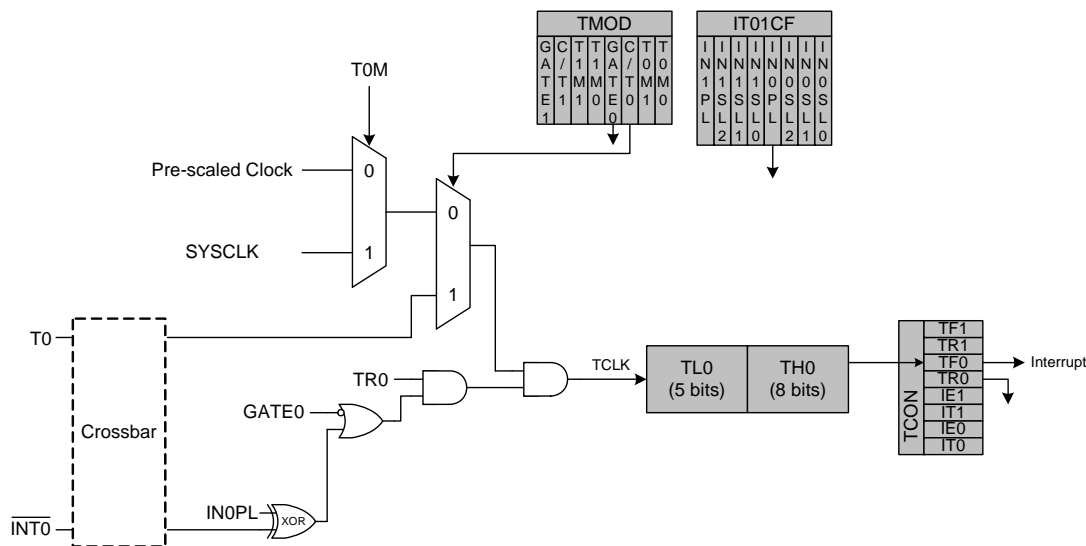 TMOD
GATE1
C/T1
T1M1
T1M0
GATE0
C/T0
T0M1
T0M0
IT01CF
IN1PL
IN1SL2
IN1SL1
IN1SL0
IN0PL
IN0SL2
IN0SL1
IN0SL0
T0M
Pre-scaled Clock
0
SYSCLK
1
0
1
T0
Crossbar
INT0
TR0
GATE0
IN0PL
XOR
TCLK
TL0
(5 bits)
TH0
(8 bits)
TCON
TF1
TR1
TF0
TR0
IE1
IT1
IE0
IT0
Interrupt